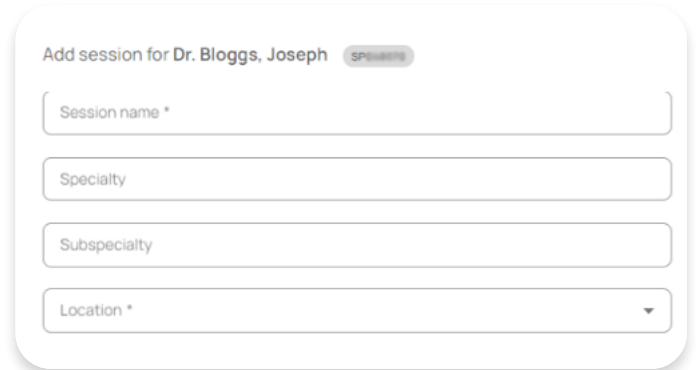 Add session for Dr. Bloggs, Joseph
Session name *
Specialty
Subspecialty
Location *